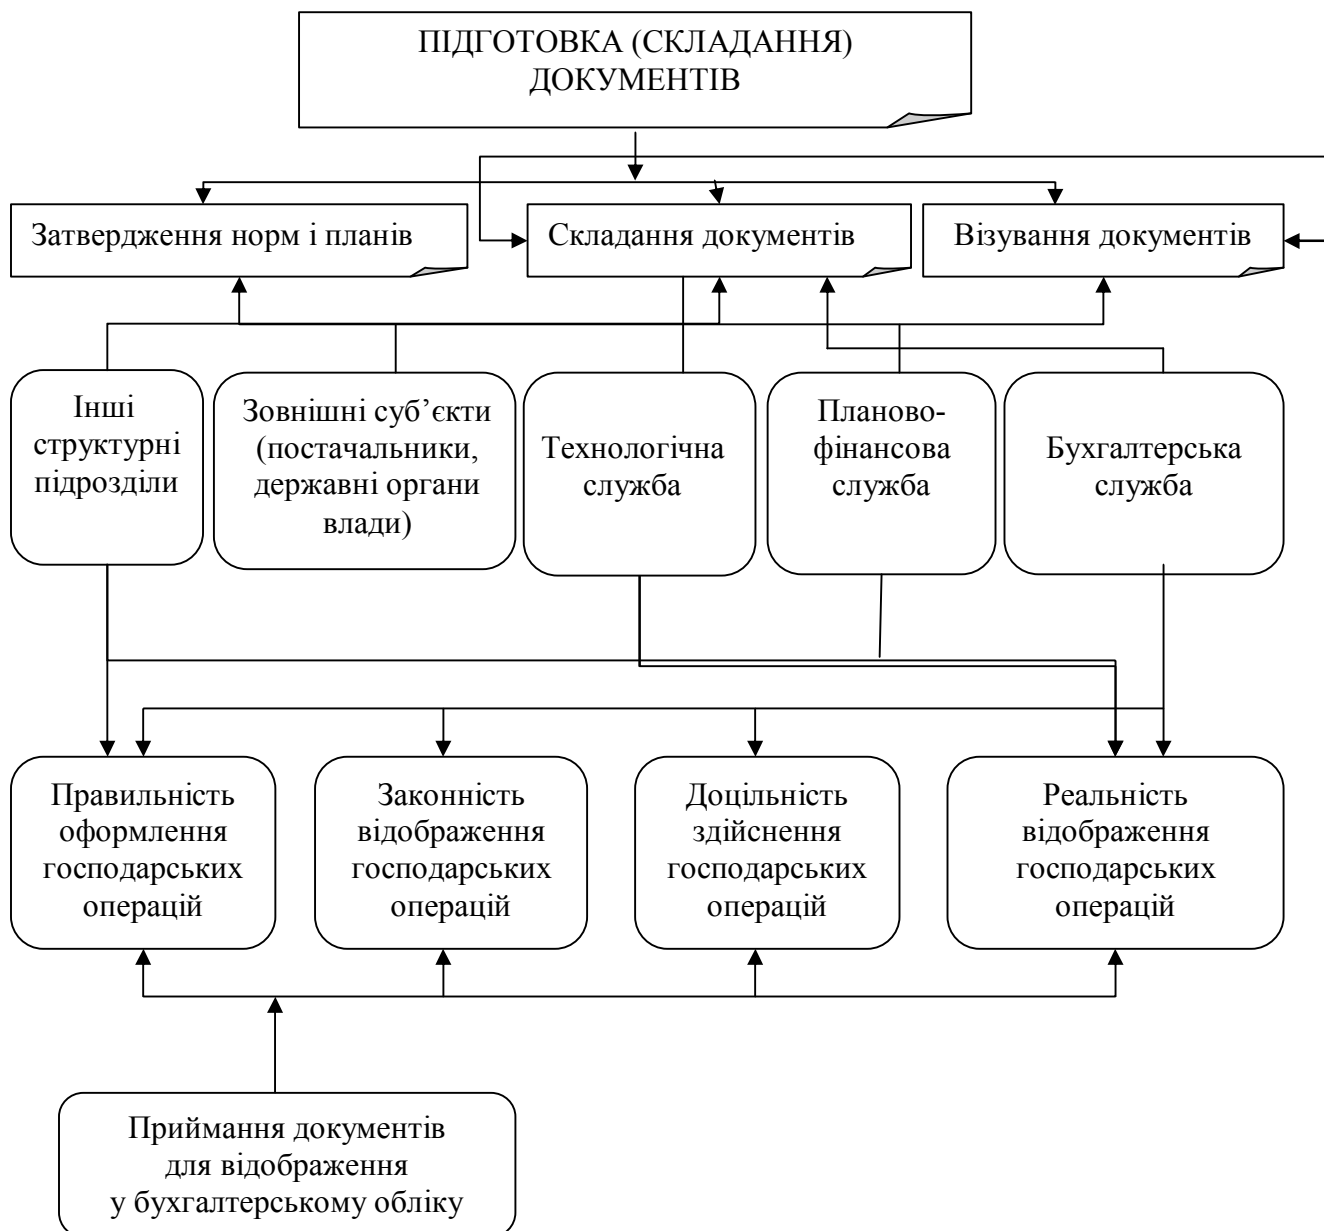 ПІДГОТОВКА (СКЛАДАННЯ)
ДОКУМЕНТІВ
Затвердження норм і планів
Складання документів
Візування документів
Інші
структурні
підрозділи
Зовнішні суб’єкти
(постачальники,
державні органи
влади)
Технологічна
служба
Планово-
фінансова
служба
Бухгалтерська
служба
Правильність
оформлення
господарських
операцій
Законність
відображення
господарських
операцій
Доцільність
здійснення
господарських
операцій
Реальність
відображення
господарських
операцій
Приймання документів
для відображення
у бухгалтерському обліку